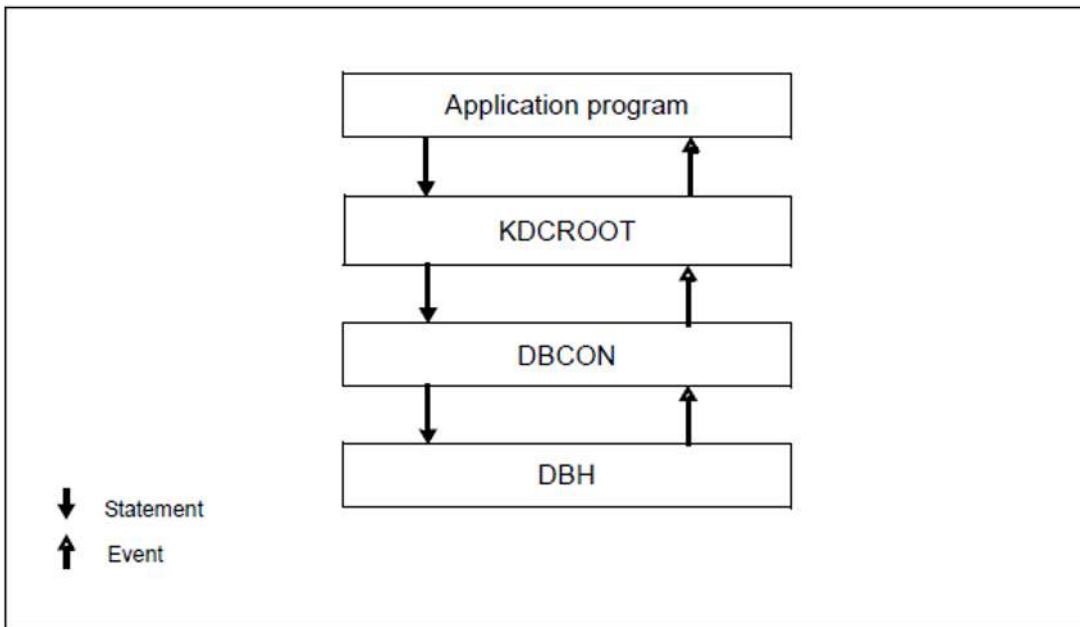 Application program
KDCROOT
DBCON
DBH
Statement
Event